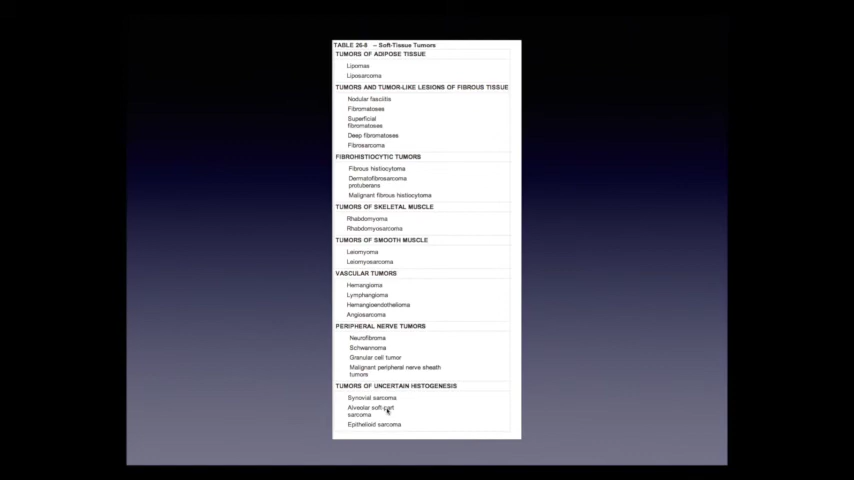 TABLE 26-6 – Soft-Tissue Tumors
TUMORS OF ADIPOSE TISSUE
Lipomas
Liposarcoma
TUMORS AND TUMOR-LIKE LESIONS OF FIBROUS TISSUE
Nodular fasciitis
Fibromatoses
Superficial
fibromatoses
Deep fibromatoses
Fibrosarcoma
FIBROHISTIOCYTIC TUMORS
Fibrous histiocytoma
Dermatofibrosarcoma
protuberans
Malignant fibrous histiocytoma
TUMORS OF SKELETAL MUSCLE
Rhabdomyoma
Rhabdomyosarcoma
TUMORS OF SMOOTH MUSCLE
Leiomyoma
Leiomyosarcoma
VASCULAR TUMORS
Hemangioma
Lymphangioma
Hemangioendothelioma
Angiosarcoma
PERIPHERAL NERVE TUMORS
Neurofibroma
Schwannoma
Granular cell tumor
Malignant peripheral nerve sheath
tumors
TUMORS OF UNCERTAIN HISTOGENESIS
Synovial sarcoma
Alveolar soft-part
sarcoma
Epithelioid sarcoma